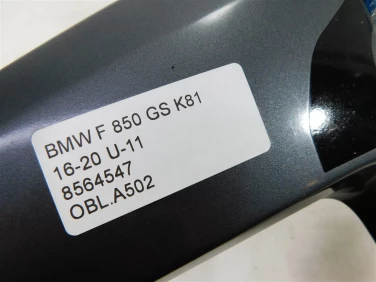 BMW F 850 GS K81
16-20 U-11
8564547
OBL.A502